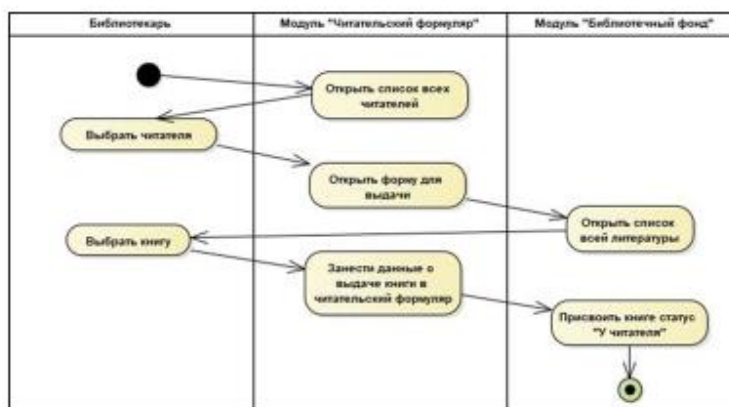 Библиотекарь
Модуль "Читательский формуляр"
Модуль "Библиотечный фонд"
Открыть список всех
читателей
Выбрать читателя
Открыть форму для
выдачи
Открыть список
всей литературы
Выбрать книгу
Занести данные о
выдаче книги в
читательский формуляр
Присвоить книге статус
"У читателя"